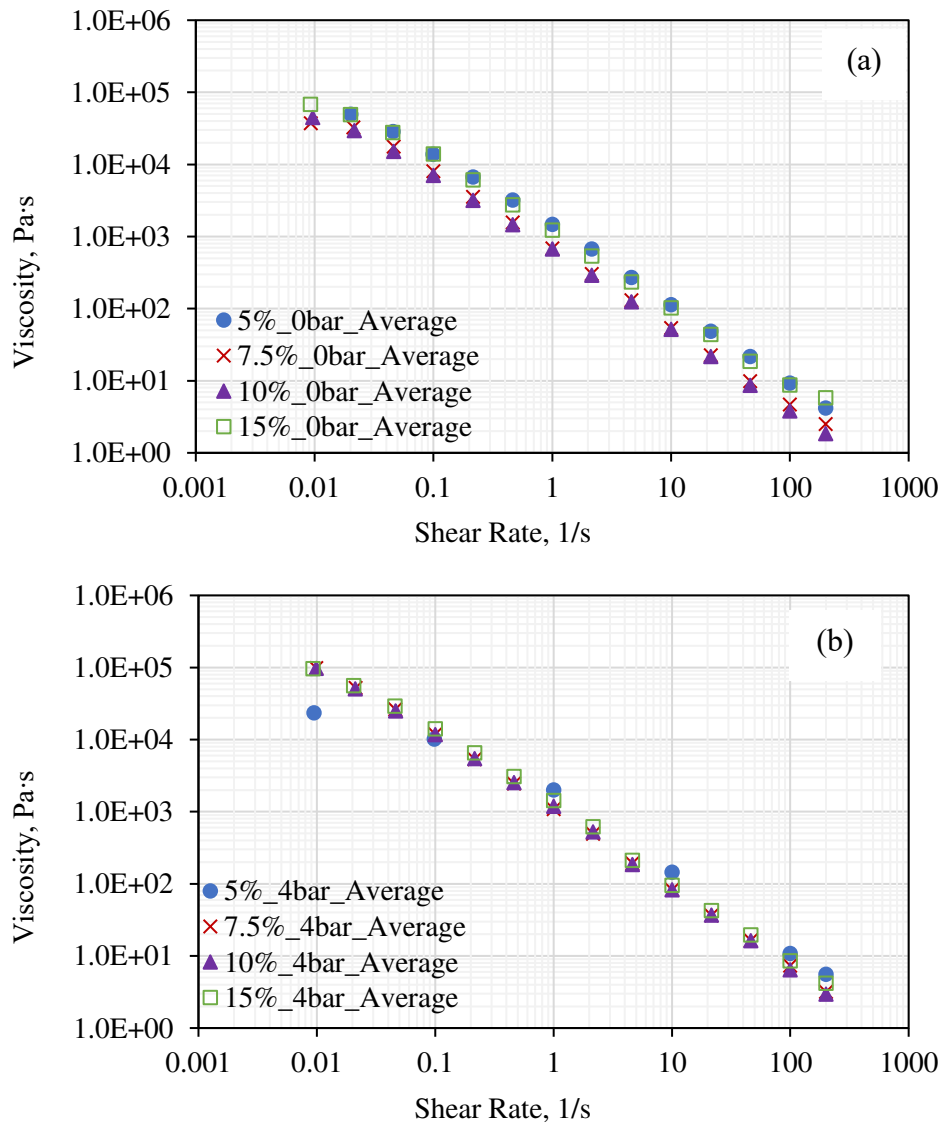 1.0E+06
(a)
1.0E+05
1.0E+04
1.0E+03
1.0E+02
1.0E+01
1.0E+00
Viscosity, Pa·s
5%_0bar_Average
7.5%_0bar_Average
10%_0bar_Average
15%_0bar_Average
0.001 0.01 0.1 1 10 100 1000
Shear Rate, 1/s
1.0E+06
(b)
1.0E+05
1.0E+04
1.0E+03
1.0E+02
1.0E+01
1.0E+00
Viscosity, Pa·s
5%_4bar_Average
7.5%_4bar_Average
10%_4bar_Average
15%_4bar_Average
0.001 0.01 0.1 1 10 100 1000
Shear Rate, 1/s